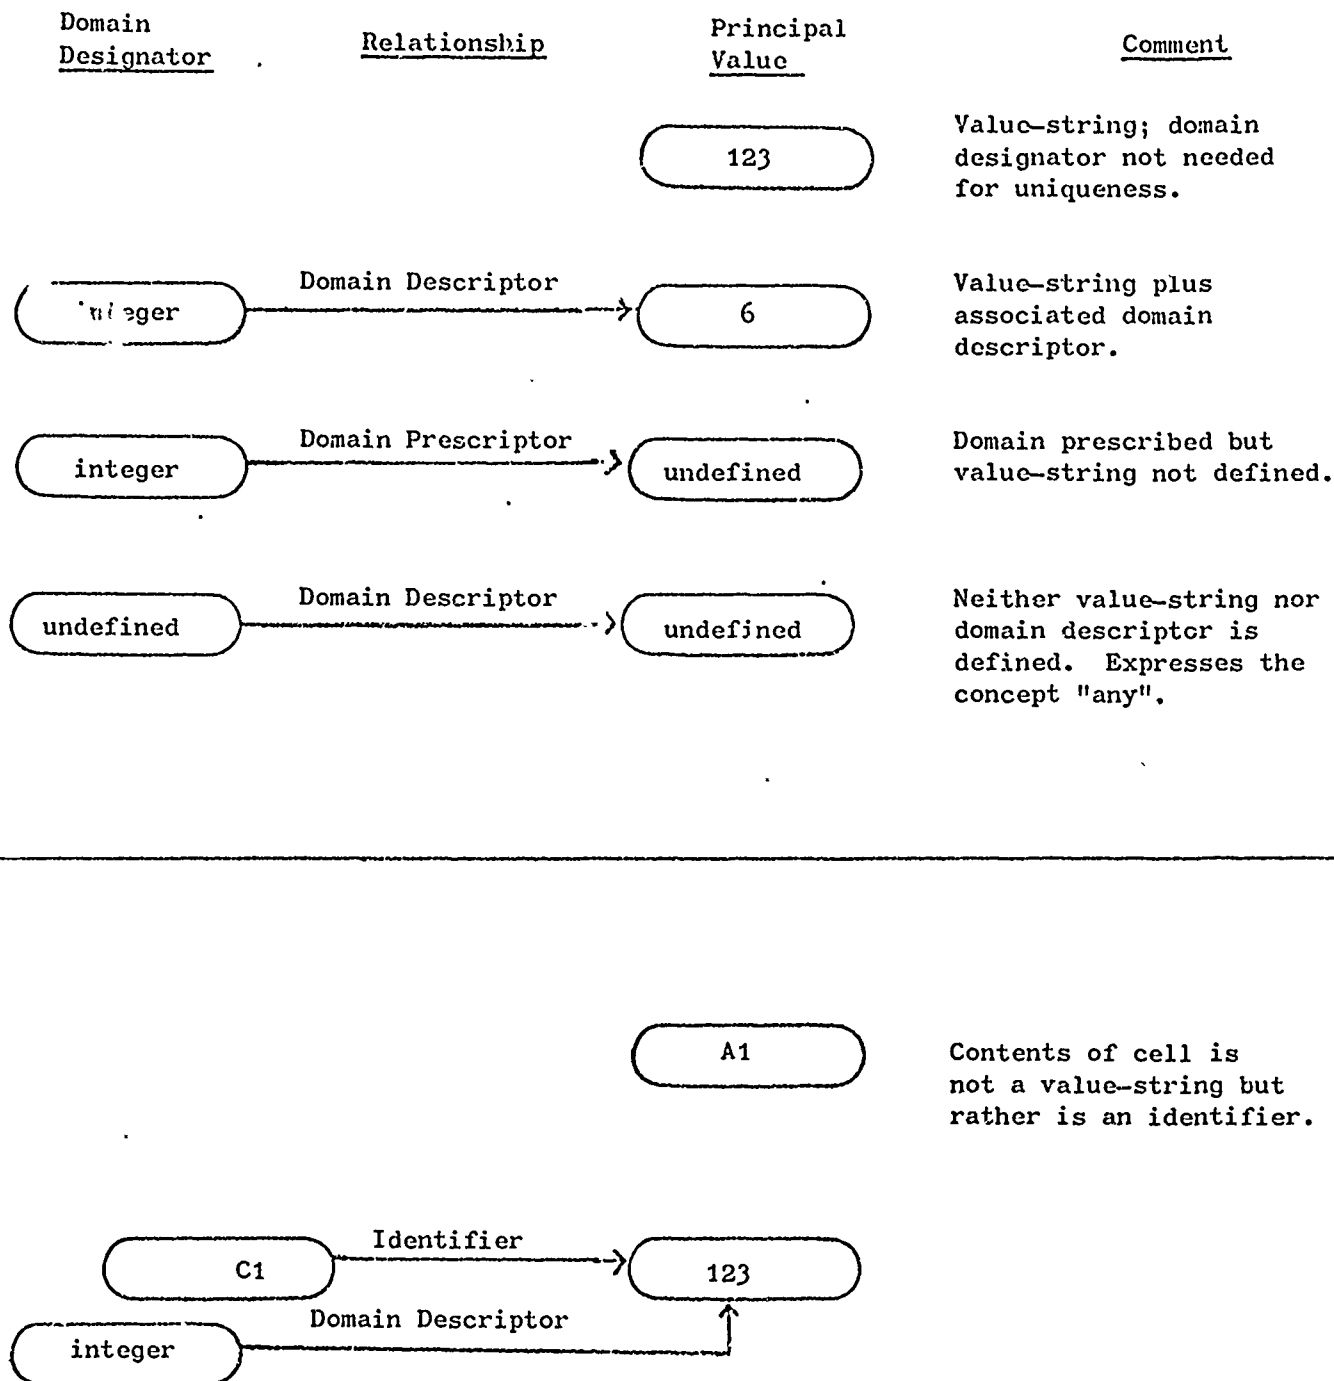 Domain
Designator
Relationship
Principal
Value
Comment
123
Value-string; domain
designator not needed
for uniqueness.
Domain Descriptor
6
Value-string plus
associated domain
descriptor.
integer
Domain Prescriptor
undefined
Domain prescribed but
value-string not defined.
undefined
Domain Descriptor
undefined
Neither value-string nor
domain descriptor is
defined. Expresses the
concept "any".
A1
Contents of cell is
not a value-string but
rather is an identifier.
C1
Identifier
123
integer
Domain Descriptor